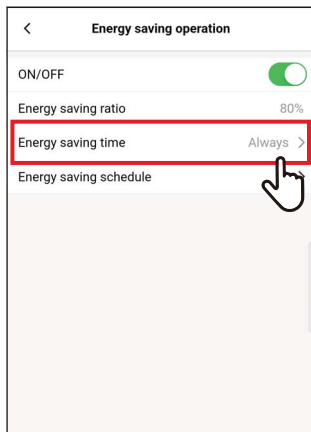 Energy saving operation
ON/OFF
Energy saving ratio 80%
Energy saving time Always
Energy saving schedule